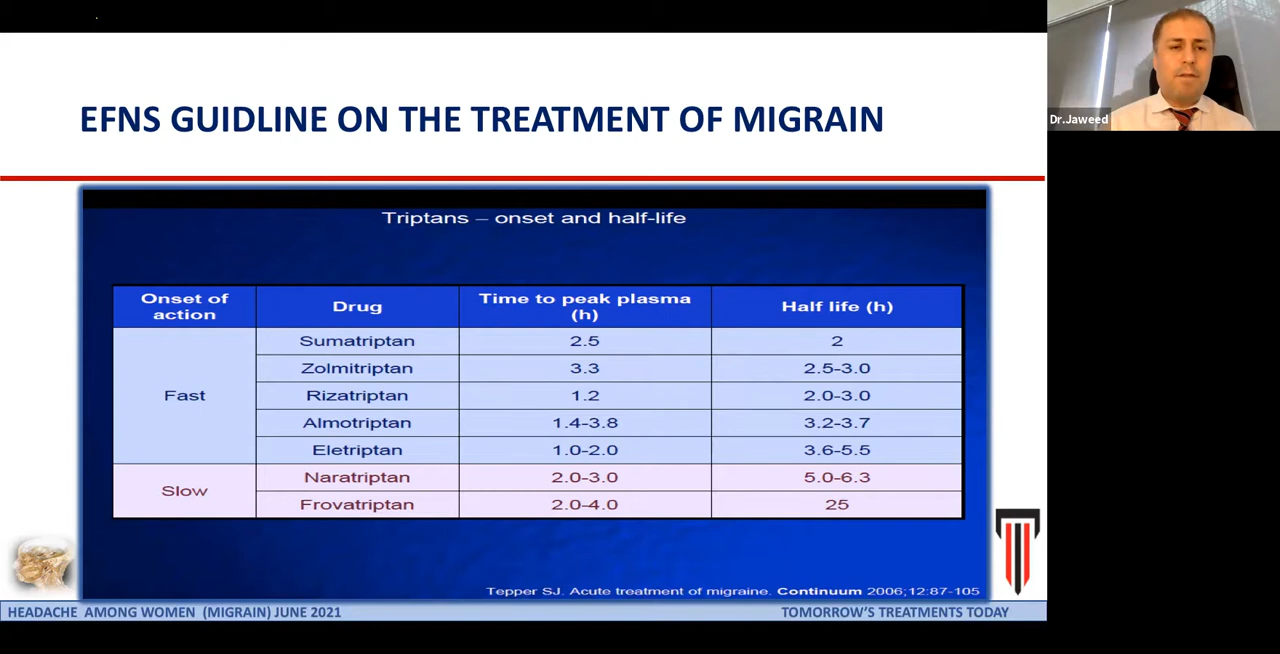 Dr.Jaweed
EFNS GUIDLINE ON THE TREATMENT OF MIGRAIN
Triptans – onset and half-life
Onset of action Drug Time to peak plasma (h) Half life (h)
Fast
Sumatriptan 2.5 2
Zolmitriptan 3.3 2.5-3.0
Rizatriptan 1.2 2.0-3.0
Almotriptan 1.4-3.8 3.2-3.7
Eletriptan 1.0-2.0 3.6-5.5
Slow
Naratriptan 2.0-3.0 5.0-6.3
Frovatriptan 2.0-4.0 25
Tepper SJ. Acute treatment of migraine. Continuum 2006;12:87-105
HEADACHE AMONG WOMEN (MIGRAIN) JUNE 2021 TOMORROW'S TREATMENTS TODAY